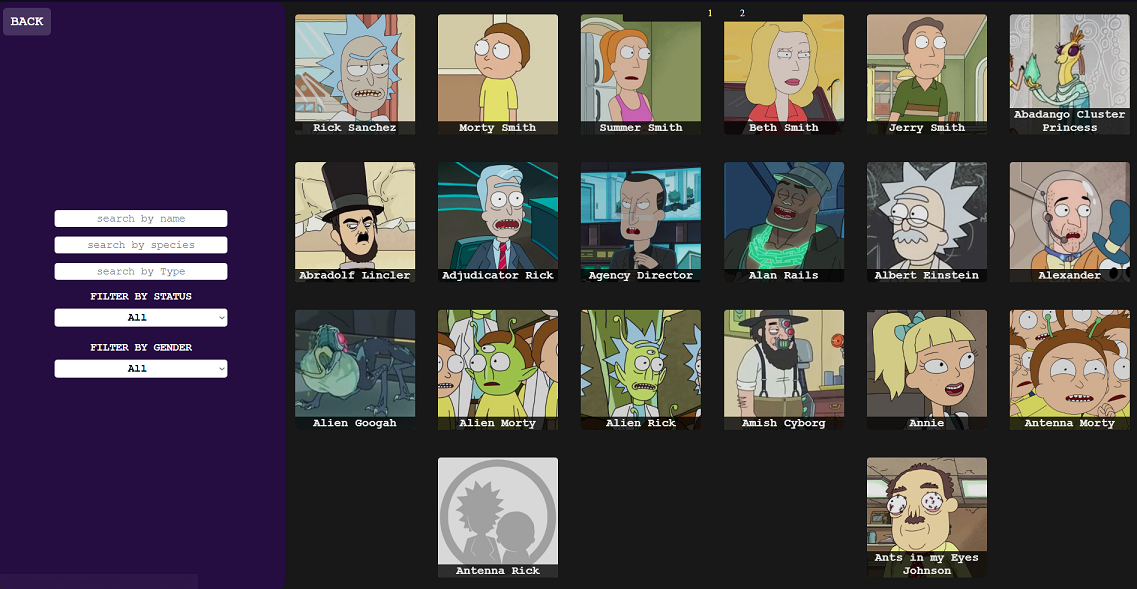 BACK
search by name
search by species
search by Type
FILTER BY STATUS
All
FILTER BY GENDER
All
1 2
Rick Sanchez
Morty Smith
Summer Smith
Beth Smith
Jerry Smith
Abadango Cluster
Princess
Abradolf Lincler
Adjudicator Rick
Agency Director
Alan Rails
Albert Einstein
Alexander
Alien Googah
Alien Morty
Alien Rick
Amish Cyborg
Annie
Antenna Morty
Antenna Rick
Ants in my Eyes
Johnson